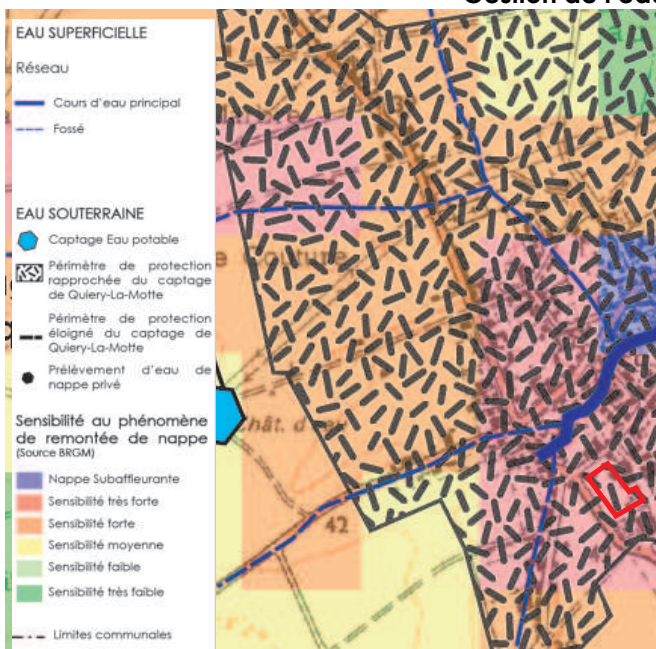 EAU SUPERFICIELLE
Réseau
Cours d'eau principal
Fossé
EAU SOUTERRAINE
Captage Eau potable
Périmètre de protection
rapprochée du captage
de Quiery-La-Motte
Périmètre de protection
éloigné du captage de
Quiery-La-Motte
Prélèvement d'eau de
nappe privé
Sensibilité au phénomène
de remontée de nappe
(Source BRGM)
Nappe Subaffleurante
Sensibilité très forte
Sensibilité forte
Sensibilité moyenne
Sensibilité faible
Sensibilité très faible
Limites communales
Chât. d'eau
42